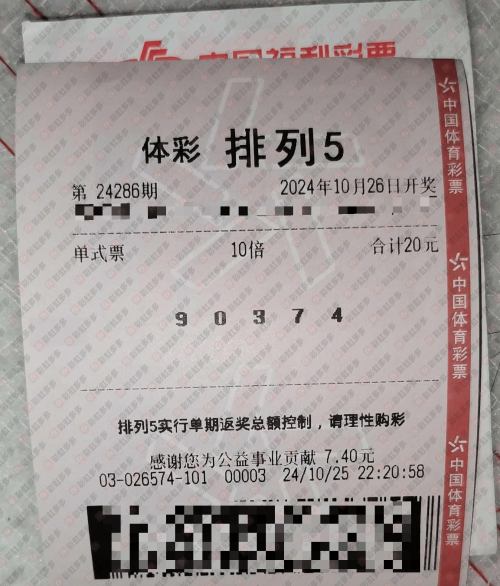 中国福利彩票
体彩 排列5
第 24286期 2024年10月26日开奖
单式票 10倍 合计20元
9 0 3 7 4
排列5实行单期返奖总额控制，请理性购彩
感谢您为公益事业贡献 7.40元
03-026574-101 00003 24/10/25 22:20:58
中国体育彩票
中国体育彩票
中国体育彩票